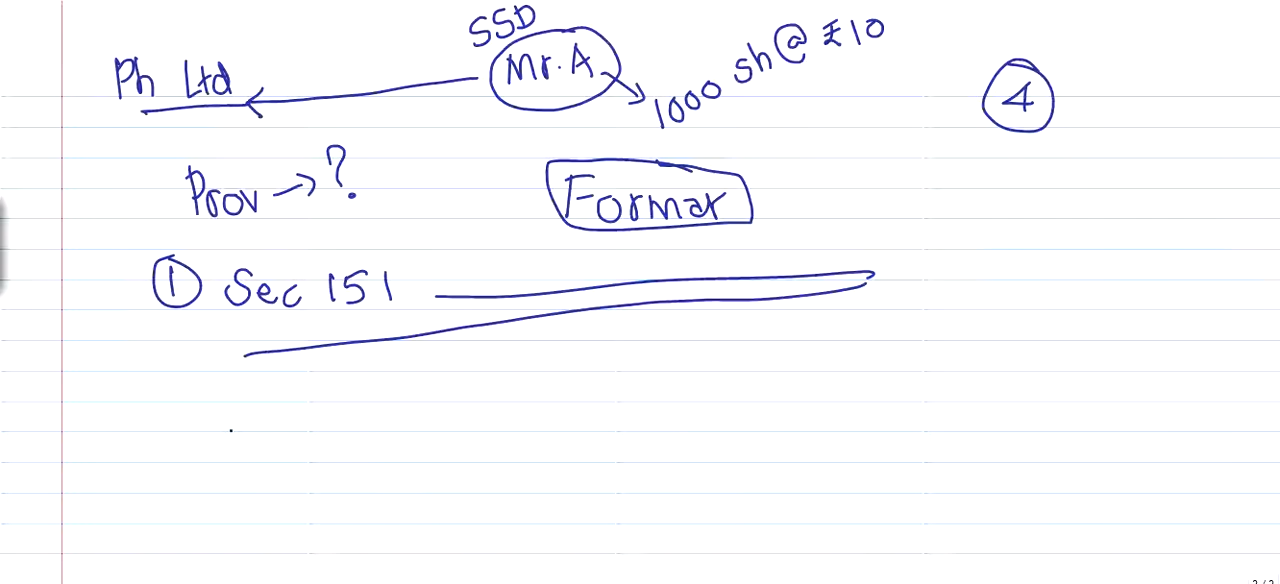 SSD
Ph Ltd Mr. A 1000 sh @ ₹10
4
Prov → ?
Format
① Sec 151